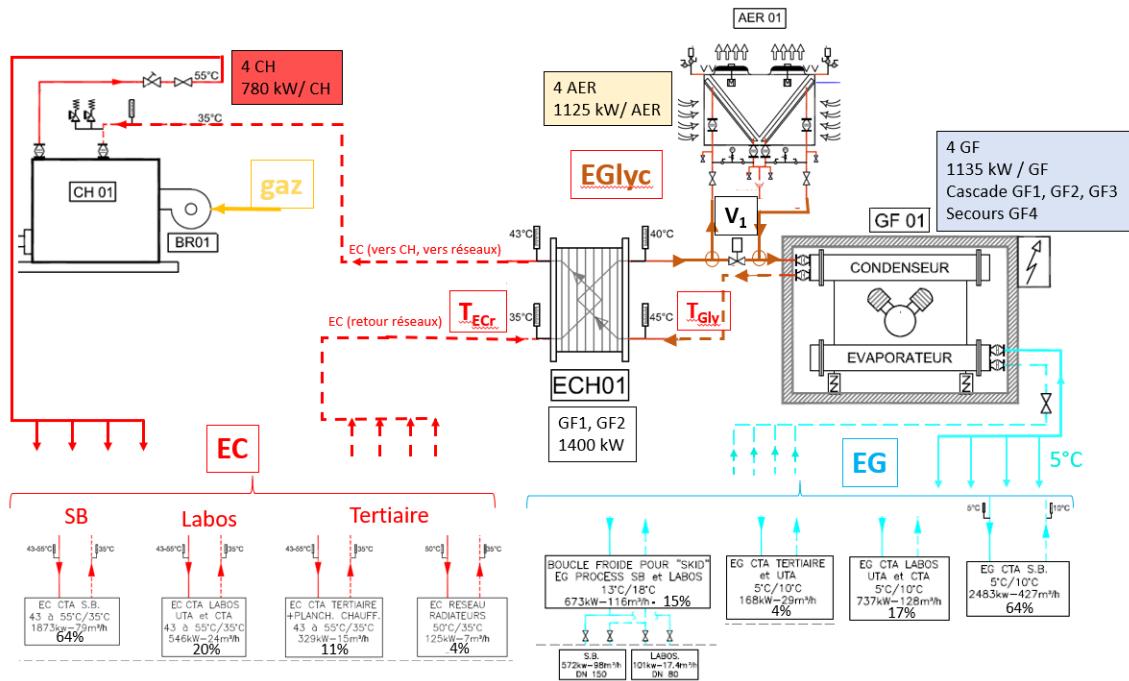 AER 01
4 CH
780 kW/ CH
55°C
4 AER
1125 kW/ AER
35°C
4 GF
1135 kW / GF
Cascade GF1, GF2, GF3
Secours GF4
CH 01
gaz
EGlyc
BR01
V1
GF 01
43°C
40°C
EC (vers CH, vers réseaux)
CONDENSEUR
TECr
TGly
EC (retour réseaux)
35°C
45°C
EVAPORATEUR
ECH01
GF1, GF2
1400 kW
EC
EG
5°C
SB
Labos
Tertiaire
5°C
12°C
43-55°C
35°C
43-55°C
35°C
43-55°C
35°C
50°C
35°C
EC CTA S.B.
43 à 55°C/35°C
1873kw-79m³/h
64%
EC CTA LABOS
UTA et CTA
43 à 55°C/35°C
546kW-24m³/h
20%
EC CTA TERTIAIRE
+PLANCH. CHAUFF.
43 à 55°C/35°C
329kW-15m³/h
11%
EC RESEAU
RADIATEURS
50°C/35°C
125kW-7m³/h
4%
BOUCLE FROIDE POUR "SKID"
EG PROCESS SB et LABOS
13°C/18°C
673kW-116m³/h - 15%
EG CTA TERTIAIRE
et UTA
5°C/10°C
168kW-29m³/h
4%
EG CTA LABOS
UTA et CTA
5°C/10°C
737kW-128m³/h
17%
EG CTA S.B.
5°C/10°C
2483kW-427m³/h
64%
S.B.
572kw-98m³/h
DN 150
LABOS.
101kw-17.4m³/h
DN 80